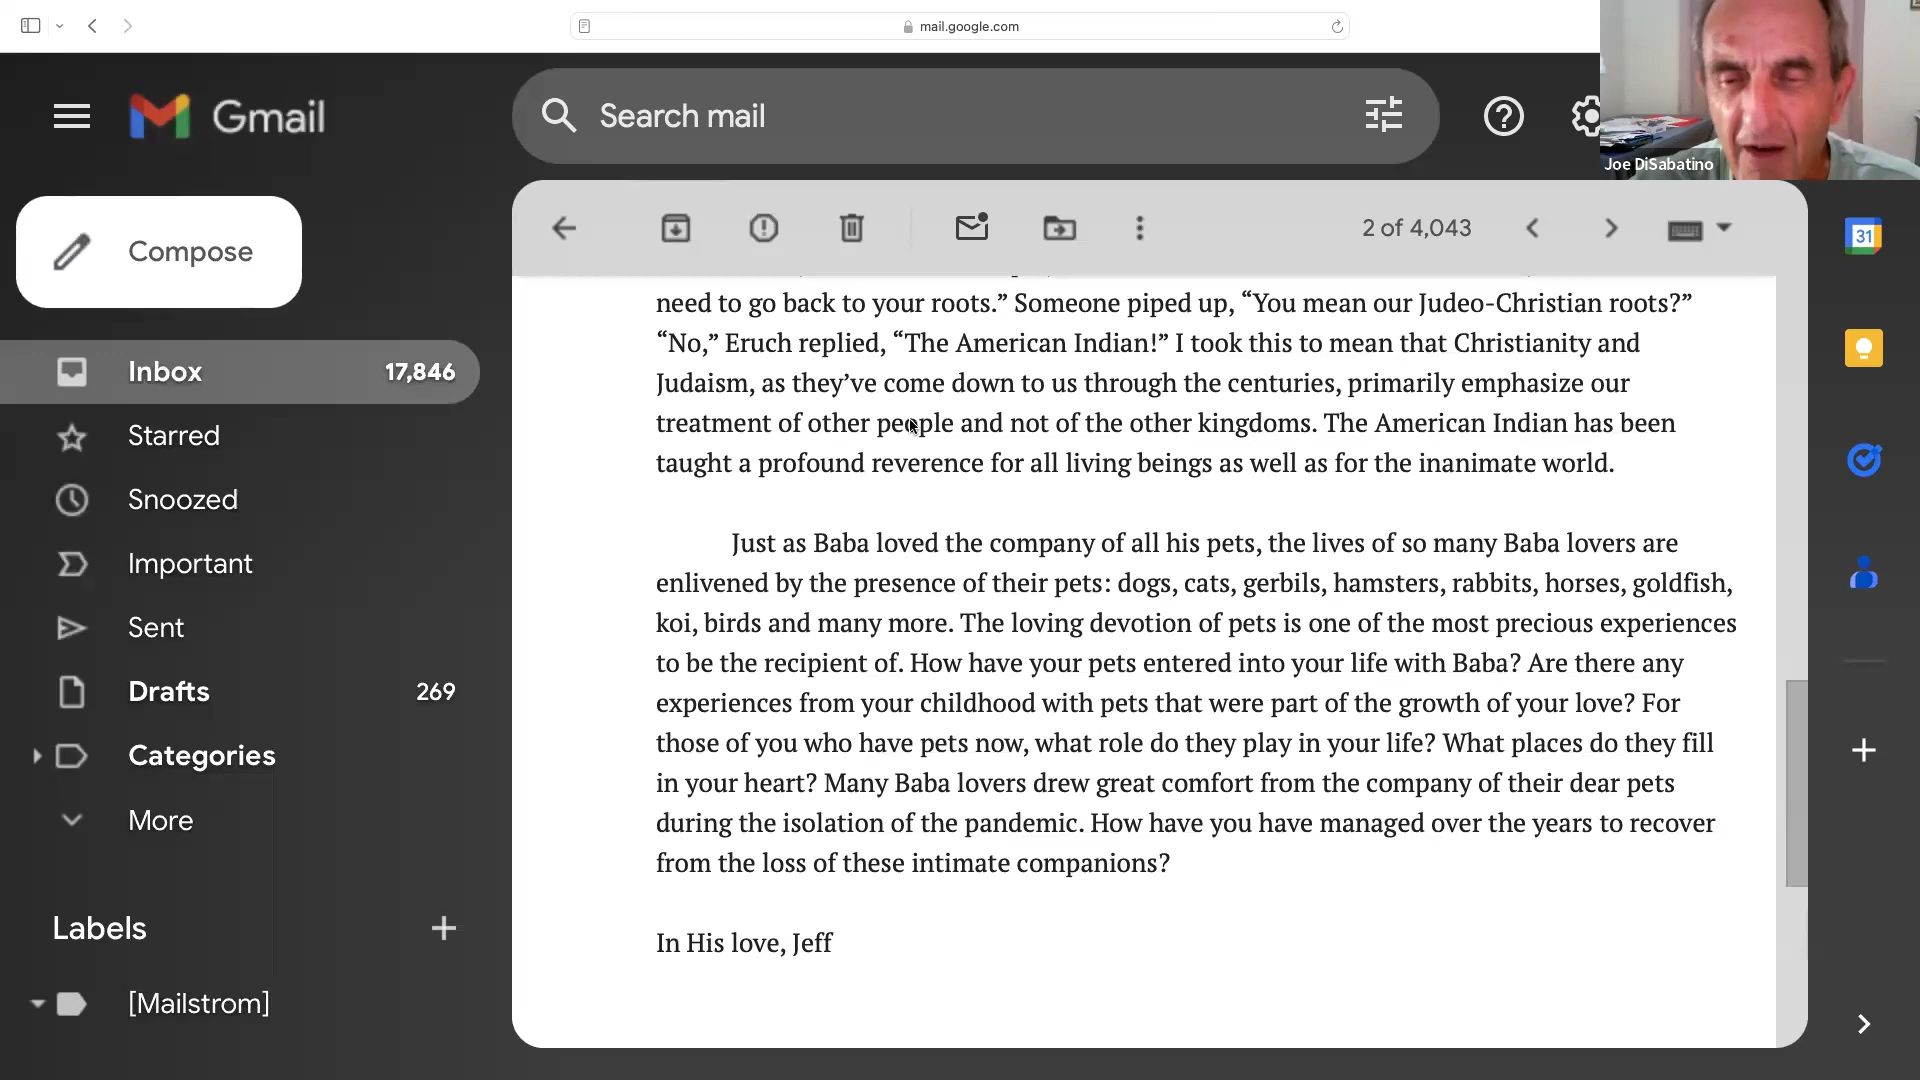 mail.google.com
Gmail
Search mail
Joe DiSabatino
Compose
2 of 4,043
31
Inbox 17,846
Starred
Snoozed
Important
Sent
Drafts 269
Categories
More
Labels
[Mailstrom]
need to go back to your roots.” Someone piped up, “You mean our Judeo-Christian roots?”
“No,” Eruch replied, “The American Indian!” I took this to mean that Christianity and
Judaism, as they’ve come down to us through the centuries, primarily emphasize our
treatment of other people and not of the other kingdoms. The American Indian has been
taught a profound reverence for all living beings as well as for the inanimate world.
Just as Baba loved the company of all his pets, the lives of so many Baba lovers are
enlivened by the presence of their pets: dogs, cats, gerbils, hamsters, rabbits, horses, goldfish,
koi, birds and many more. The loving devotion of pets is one of the most precious experiences
to be the recipient of. How have your pets entered into your life with Baba? Are there any
experiences from your childhood with pets that were part of the growth of your love? For
those of you who have pets now, what role do they play in your life? What places do they fill
in your heart? Many Baba lovers drew great comfort from the company of their dear pets
during the isolation of the pandemic. How have you have managed over the years to recover
from the loss of these intimate companions?
In His love, Jeff